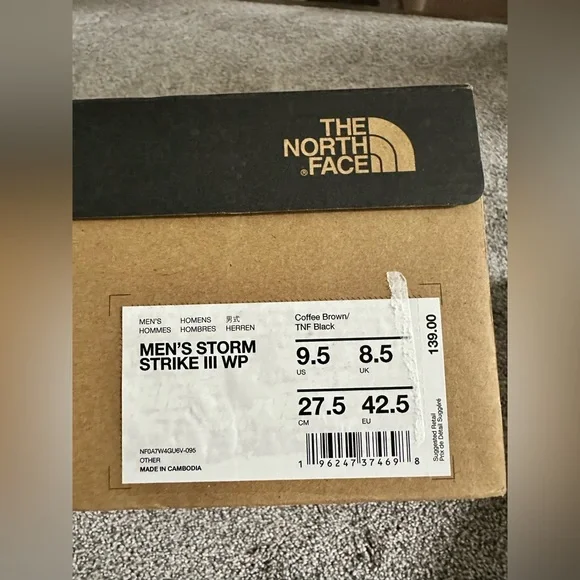 THE
NORTH
FACE
®
MEN'S HOMENS 男式
HOMMES HOMBRES HERREN
MEN'S STORM
STRIKE III WP
NF0A7W4GU6V-095
OTHER
MADE IN CAMBODIA
Coffee Brown/
TNF Black
9.5 8.5
US UK
27.5 42.5
CM EU
1 96247 37469 8
139.00
Suggested Retail
Prix de Détail Suggéré